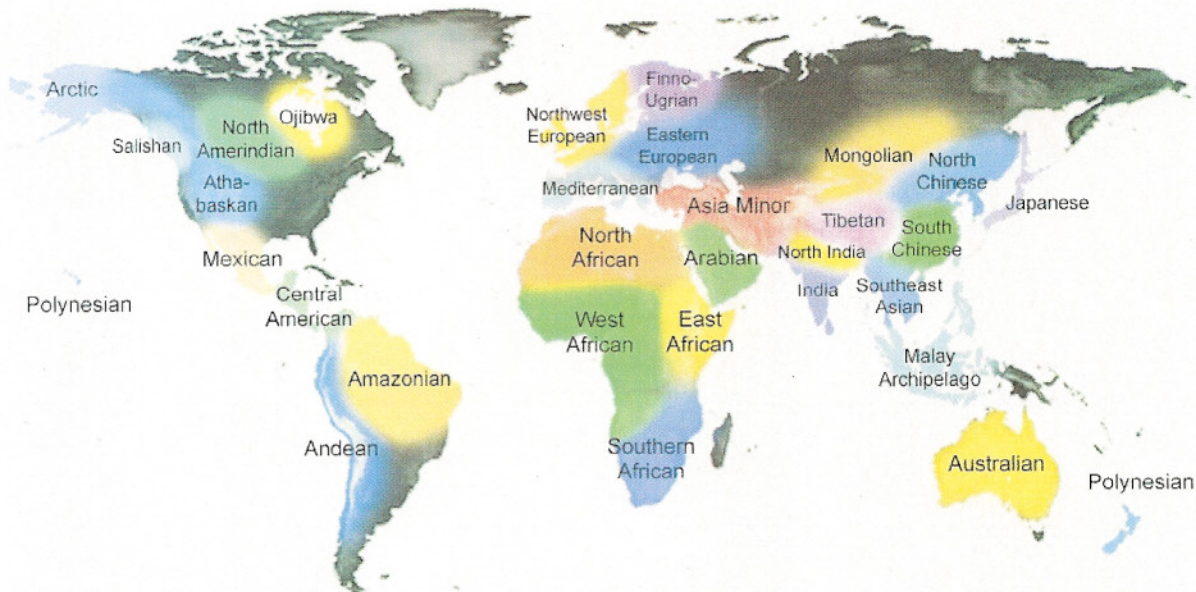 Arctic
Salishan
North
Amerindian
Ojibwa
Atha-
baskan
Mexican
Central
American
Polynesian
Amazonian
Andean
Northwest
European
Finno-
Ugrian
Eastern
European
Mediterranean
Asia Minor
North
African
Arabian
West
African
East
African
Southern
African
Mongolian
North
Chinese
Japanese
Tibetan
South
Chinese
North India
India
Southeast
Asian
Malay
Archipelago
Australian
Polynesian